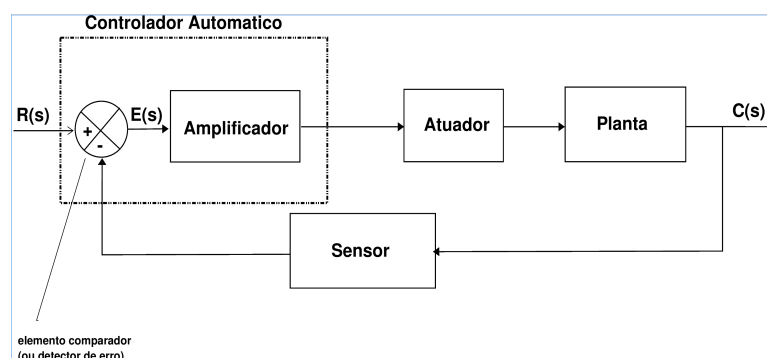 Controlador Automatico
R(s)
+
-
E(s)
Amplificador
Atuador
Planta
C(s)
Sensor
elemento comparador
(ou detector de erro)